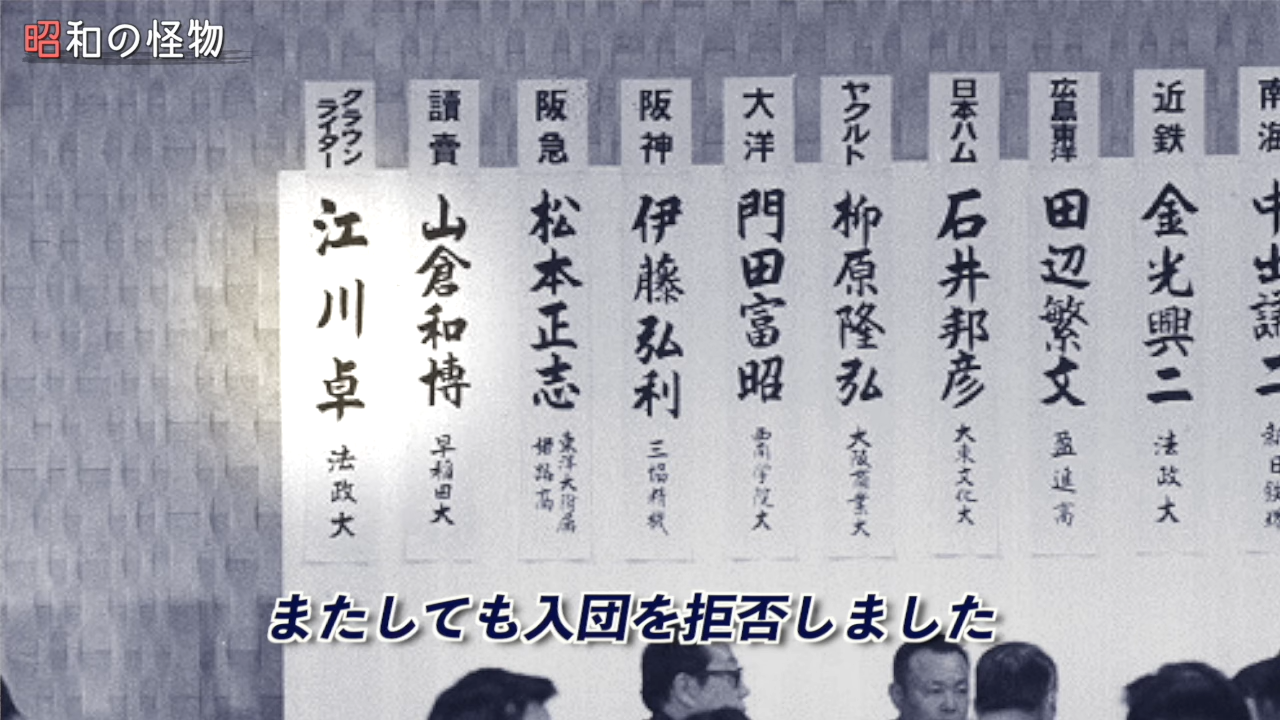 昭和の怪物
クラウン
ライター
江川卓
法政大
讀賣
山倉和博
早稲田大
阪急
松本正志
東洋大附属
姫路高
阪神
伊藤弘利
三協精機
大洋
門田富昭
西南学院大
ヤクルト
柳原隆弘
大阪商業大
日本ハム
石井邦彦
大東文化大
広島東洋
田辺繁文
盈進高
近鉄
金光興二
法政大
南海
中出謙二
またしても入団を拒否しました